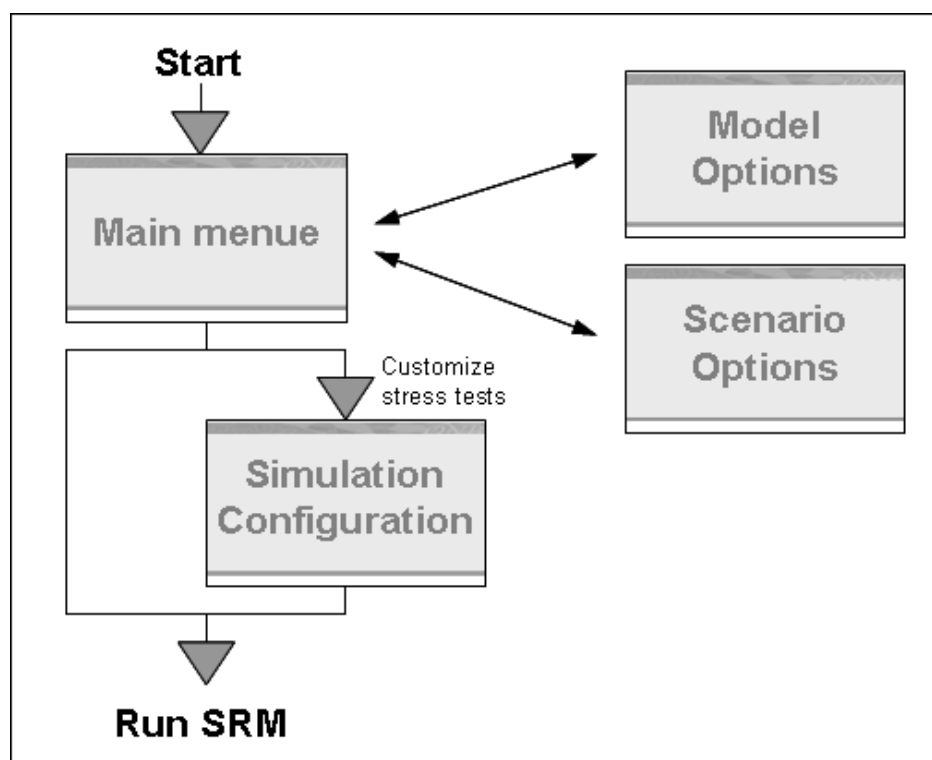 Start
Main menue
Model
Options
Scenario
Options
Customize
stress tests
Simulation
Configuration
Run SRM